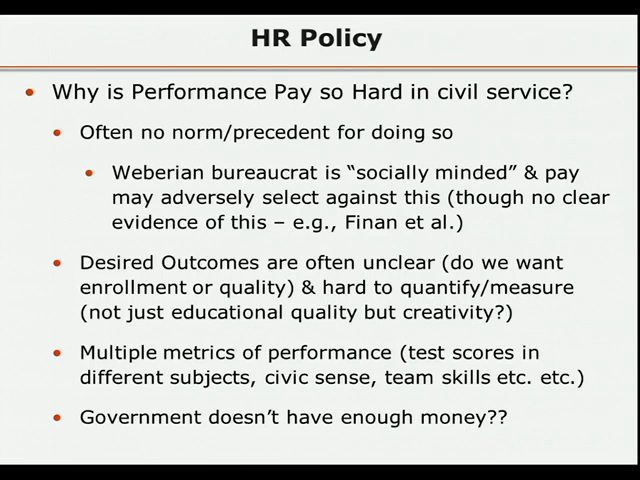 HR Policy
Why is Performance Pay so Hard in civil service?
Often no norm/precedent for doing so
Weberian bureaucrat is “socially minded” & pay
may adversely select against this (though no clear
evidence of this – e.g., Finan et al.)
Desired Outcomes are often unclear (do we want
enrollment or quality) & hard to quantify/measure
(not just educational quality but creativity?)
Multiple metrics of performance (test scores in
different subjects, civic sense, team skills etc. etc.)
Government doesn’t have enough money??